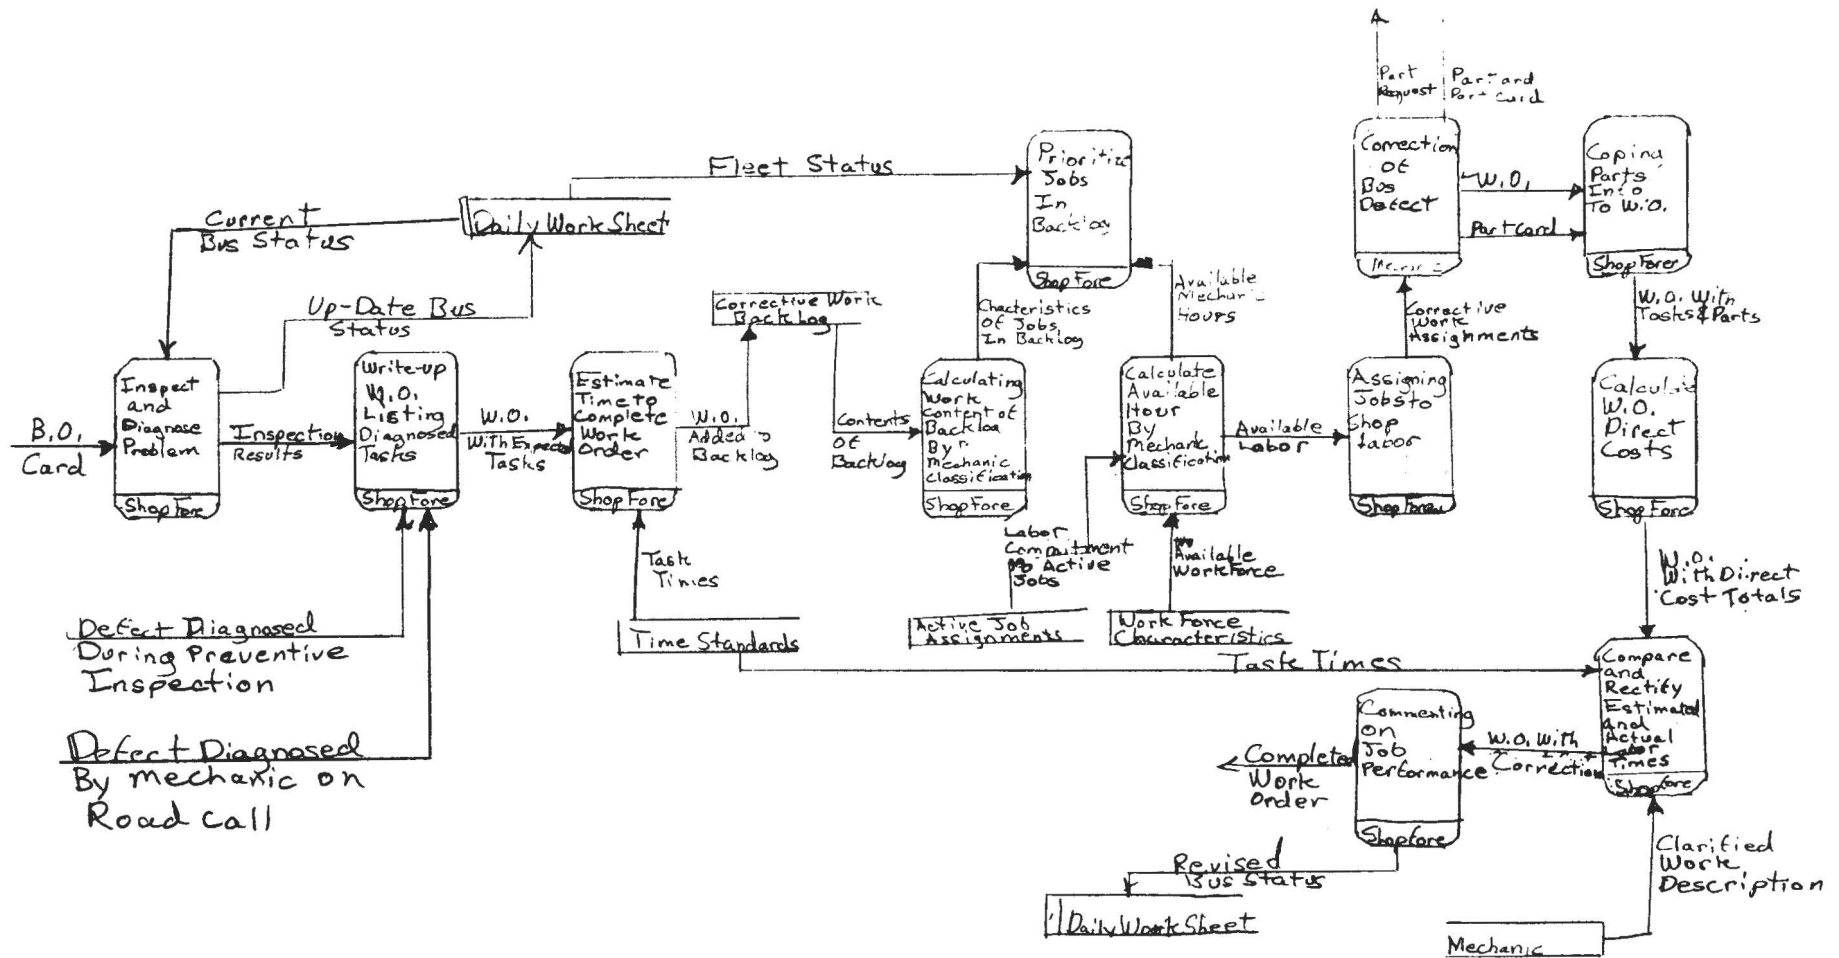 Part
Request
Part and
Part Card
Correction
Of
Bus
Defect
W.O.
Part Card
Coping
Parts
Into
To W.O.
Shop Fore
Fleet Status
Prioritize
Jobs
In
Backlog
Shop Fore
Current
Bus Status
Daily Work Sheet
Up-Date Bus
Status
Corrective Work
BackLog
Chacteristics
Of Jobs
In Backlog
Available
Mechanic
Hours
Corrective
Work
Assignments
W.O. With
Tasks & Parts
B.O.
Card
Inspect
and
Diagnose
Problem
Shop Fore
Inspection
Results
Write-up
W.O.
Listing
Diagnosed
Tasks
Shop Fore
W.O.
With Expected
Tasks
Estimate
Time to
Complete
Work
Order
Shop Fore
W.O.
Added to
Backlog
Contents
Of
Backlog
Calculating
Work
Content of
Backlog
By
Mechanic
Classification
Shop Fore
Calculate
Available
Hour
By
Mechanic
Classification
Shop Fore
Available
Labor
Assigning
Jobs to
Shop
Labor
Shop Foreman
Calculate
W.O.
Direct
Costs
Shop Fore
Task
Times
Labor
Active
Jobs
Available
WorkForce
W.O.
With Direct
Cost Totals
Defect Diagnosed
During Preventive
Inspection
Time Standards
Active Job
Assignments
Work Force
Characteristics
Task Times
Compare
and
Rectify
Estimated
And
Actual
Labor
Times
Shop Fore
Defect Diagnosed
By Mechanic on
Road Call
Completed
Work
Order
Commenting
On
Job
Performance
Shop Fore
W.O. With
Correction
Revised
Bus Status
Daily Work Sheet
Clarified
Work
Description
Mechanic